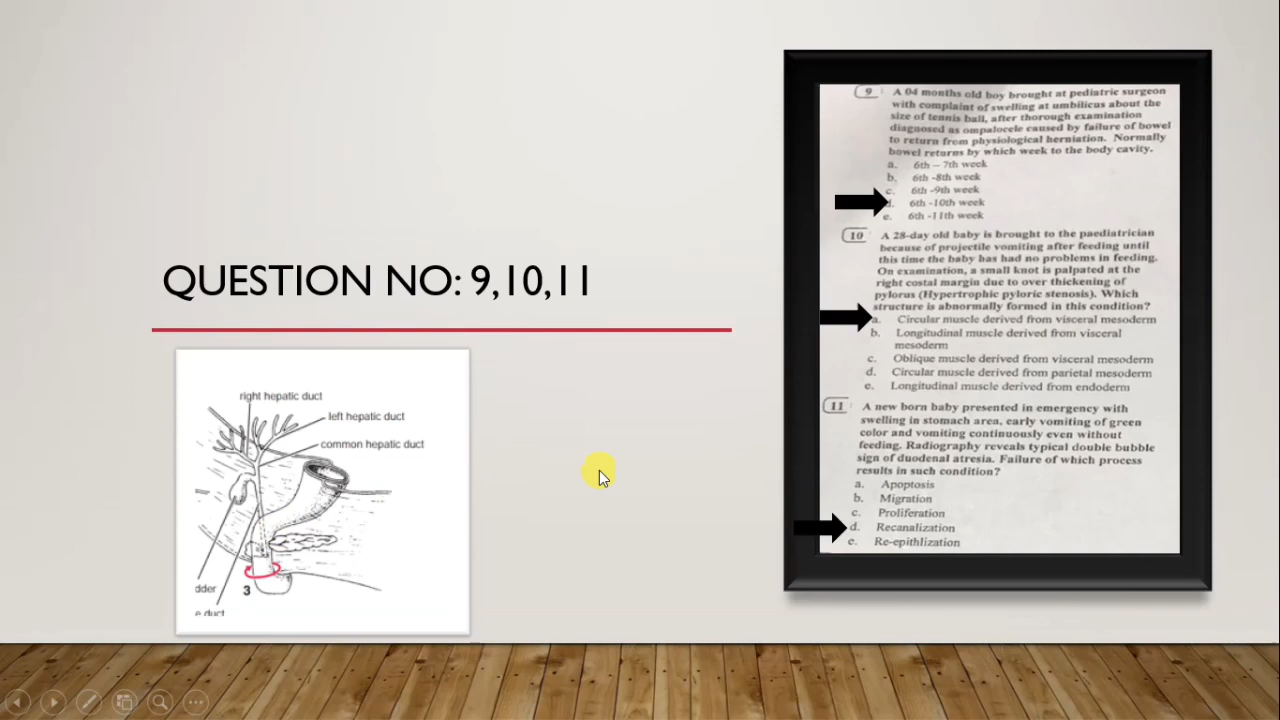 QUESTION NO: 9,10,11
right hepatic duct
left hepatic duct
common hepatic duct
dder
3
e duct
9 A 04 months old boy brought at pediatric surgeon
with complaint of swelling at umbilicus about the
size of tennis ball, after thorough examination
diagnosed as ompalocele caused by failure of bowel
to return from physiological herniation. Normally
bowel returns by which week to the body cavity.
a. 6th – 7th week
b. 6th -8th week
c. 6th -9th week
d. 6th -10th week
e. 6th -11th week
10 A 28-day old baby is brought to the paediatrician
because of projectile vomiting after feeding until
this time the baby has had no problems in feeding.
On examination, a small knot is palpated at the
right costal margin due to over thickening of
pylorus (Hypertrophic pyloric stenosis). Which
structure is abnormally formed in this condition?
a. Circular muscle derived from visceral mesoderm
b. Longitudinal muscle derived from visceral
mesoderm
c. Oblique muscle derived from visceral mesoderm
d. Circular muscle derived from parietal mesoderm
e. Longitudinal muscle derived from endoderm
11 A new born baby presented in emergency with
swelling in stomach area, early vomiting of green
color and vomiting continuously even without
feeding. Radiography reveals typical double bubble
sign of duodenal atresia. Failure of which process
results in such condition?
a. Apoptosis
b. Migration
c. Proliferation
d. Recanalization
e. Re-epithlization